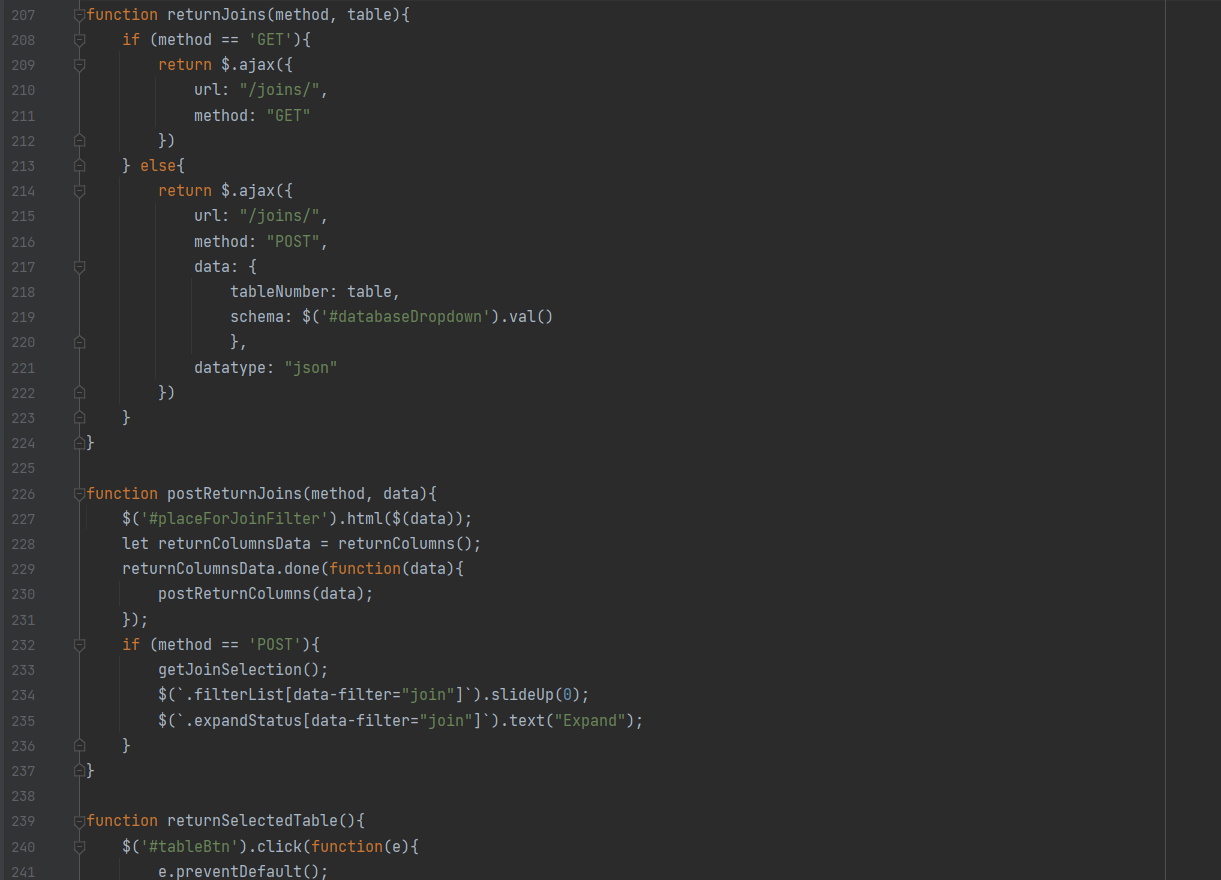 207 function returnJoins(method, table){
208     if (method == 'GET'){
209         return $.ajax({
210             url: "/joins/",
211             method: "GET"
212         })
213     } else{
214         return $.ajax({
215             url: "/joins/",
216             method: "POST",
217             data: {
218                 tableNumber: table,
219                 schema: $('#databaseDropdown').val()
220                 },
221             datatype: "json"
222         })
223     }
224 }
225
226 function postReturnJoins(method, data){
227     $('#placeForJoinFilter').html($(data));
228     let returnColumnsData = returnColumns();
229     returnColumnsData.done(function(data){
230         postReturnColumns(data);
231     });
232     if (method == 'POST'){
233         getJoinSelection();
234         $(`.filterList[data-filter="join"]`).slideUp(0);
235         $(`.expandStatus[data-filter="join"]`).text("Expand");
236     }
237 }
238
239 function returnSelectedTable(){
240     $('#tableBtn').click(function(e){
241         e.preventDefault();